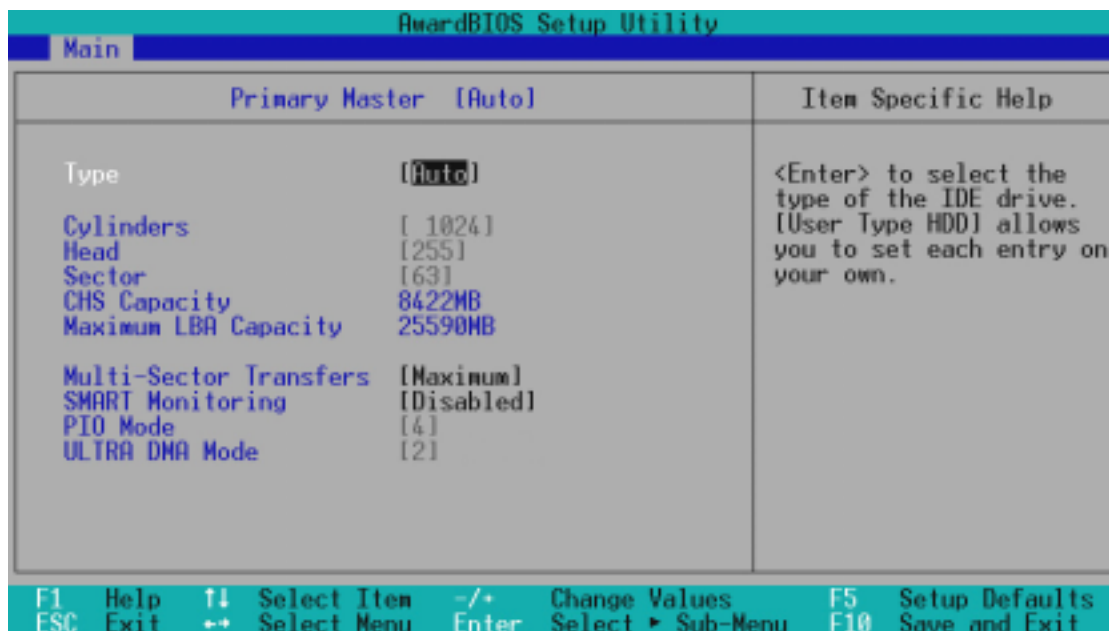 AwardBIOS Setup Utility
Main
Primary Master [Auto]
Item Specific Help
Type [Auto]
Cylinders [ 1024]
Head [255]
Sector [63]
CHS Capacity 8422MB
Maximum LBA Capacity 25590MB
Multi-Sector Transfers [Maximum]
SMART Monitoring [Disabled]
PIO Mode [4]
ULTRA DMA Mode [2]
<Enter> to select the
type of the IDE drive.
[User Type HDD] allows
you to set each entry on
your own.
F1 Help ↑↓ Select Item -/+ Change Values F5 Setup Defaults
ESC Exit ←→ Select Menu Enter Select ► Sub-Menu F10 Save and Exit